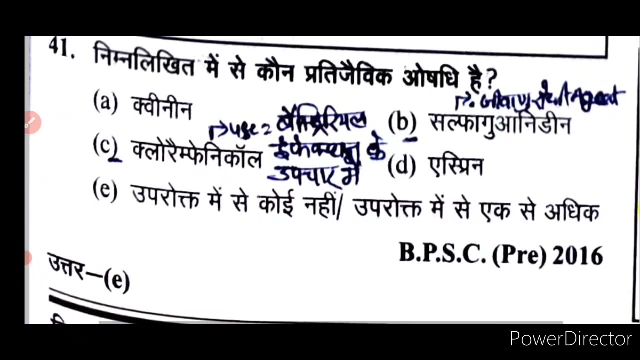 41. निम्नलिखित में से कौन प्रतिजैविक ओषधि है?
(a) क्वीनीन
(b) सल्फागुआनिडीन
use = बैक्टिरियल
(c) क्लोरैम्फेनिकॉल
के
उपचार में
(d) एस्प्रिन
(e) उपरोक्त में से कोई नहीं/ उपरोक्त में से एक से अधिक
B.P.S.C. (Pre) 2016
उत्तर–(e)
PowerDirector